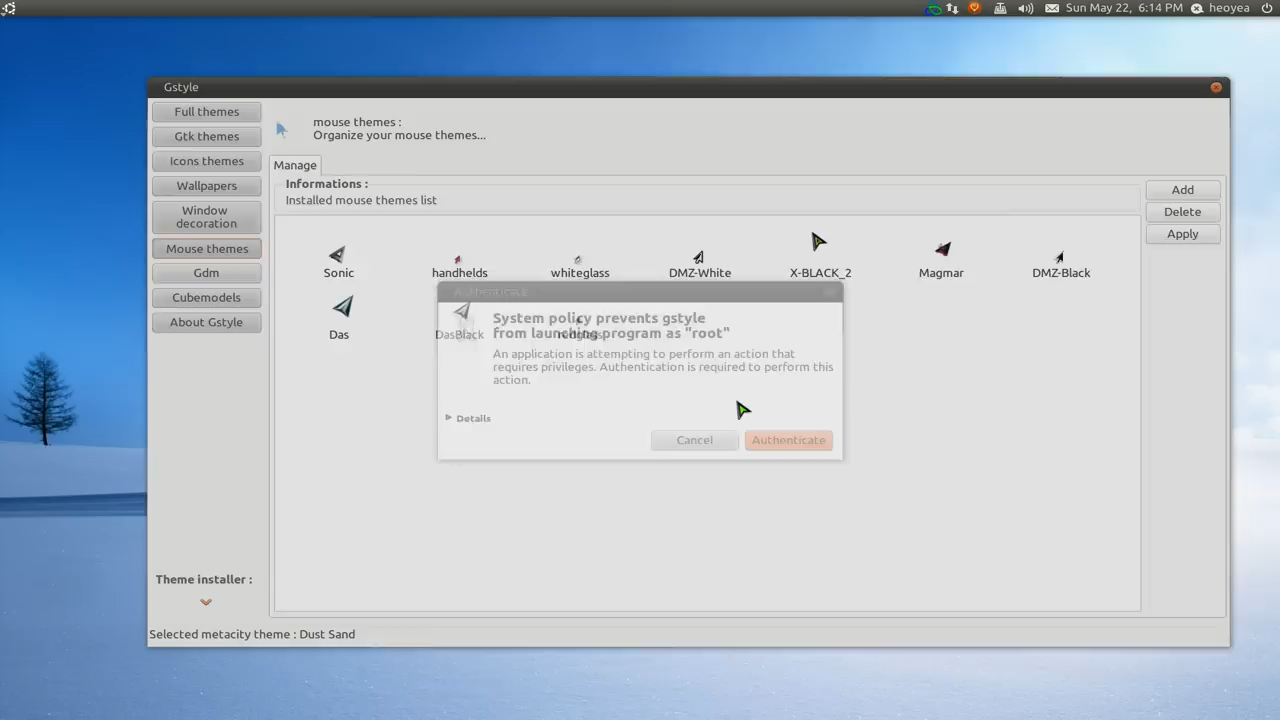 Sun May 22, 6:14 PM
heoyea
Gstyle
Full themes
Gtk themes
Icons themes
Wallpapers
Window
decoration
Mouse themes
Gdm
Cubemodels
About Gstyle
mouse themes :
Organize your mouse themes...
Manage
Informations :
Installed mouse themes list
Add
Delete
Apply
Sonic
handhelds
whiteglass
DMZ-White
X-BLACK_2
Magmar
DMZ-Black
Das
DasBlack
redglass
Authenticate
System policy prevents gstyle
from launching program as "root"
An application is attempting to perform an action that
requires privileges. Authentication is required to perform this
action.
Details
Cancel
Authenticate
Theme installer :
Selected metacity theme : Dust Sand